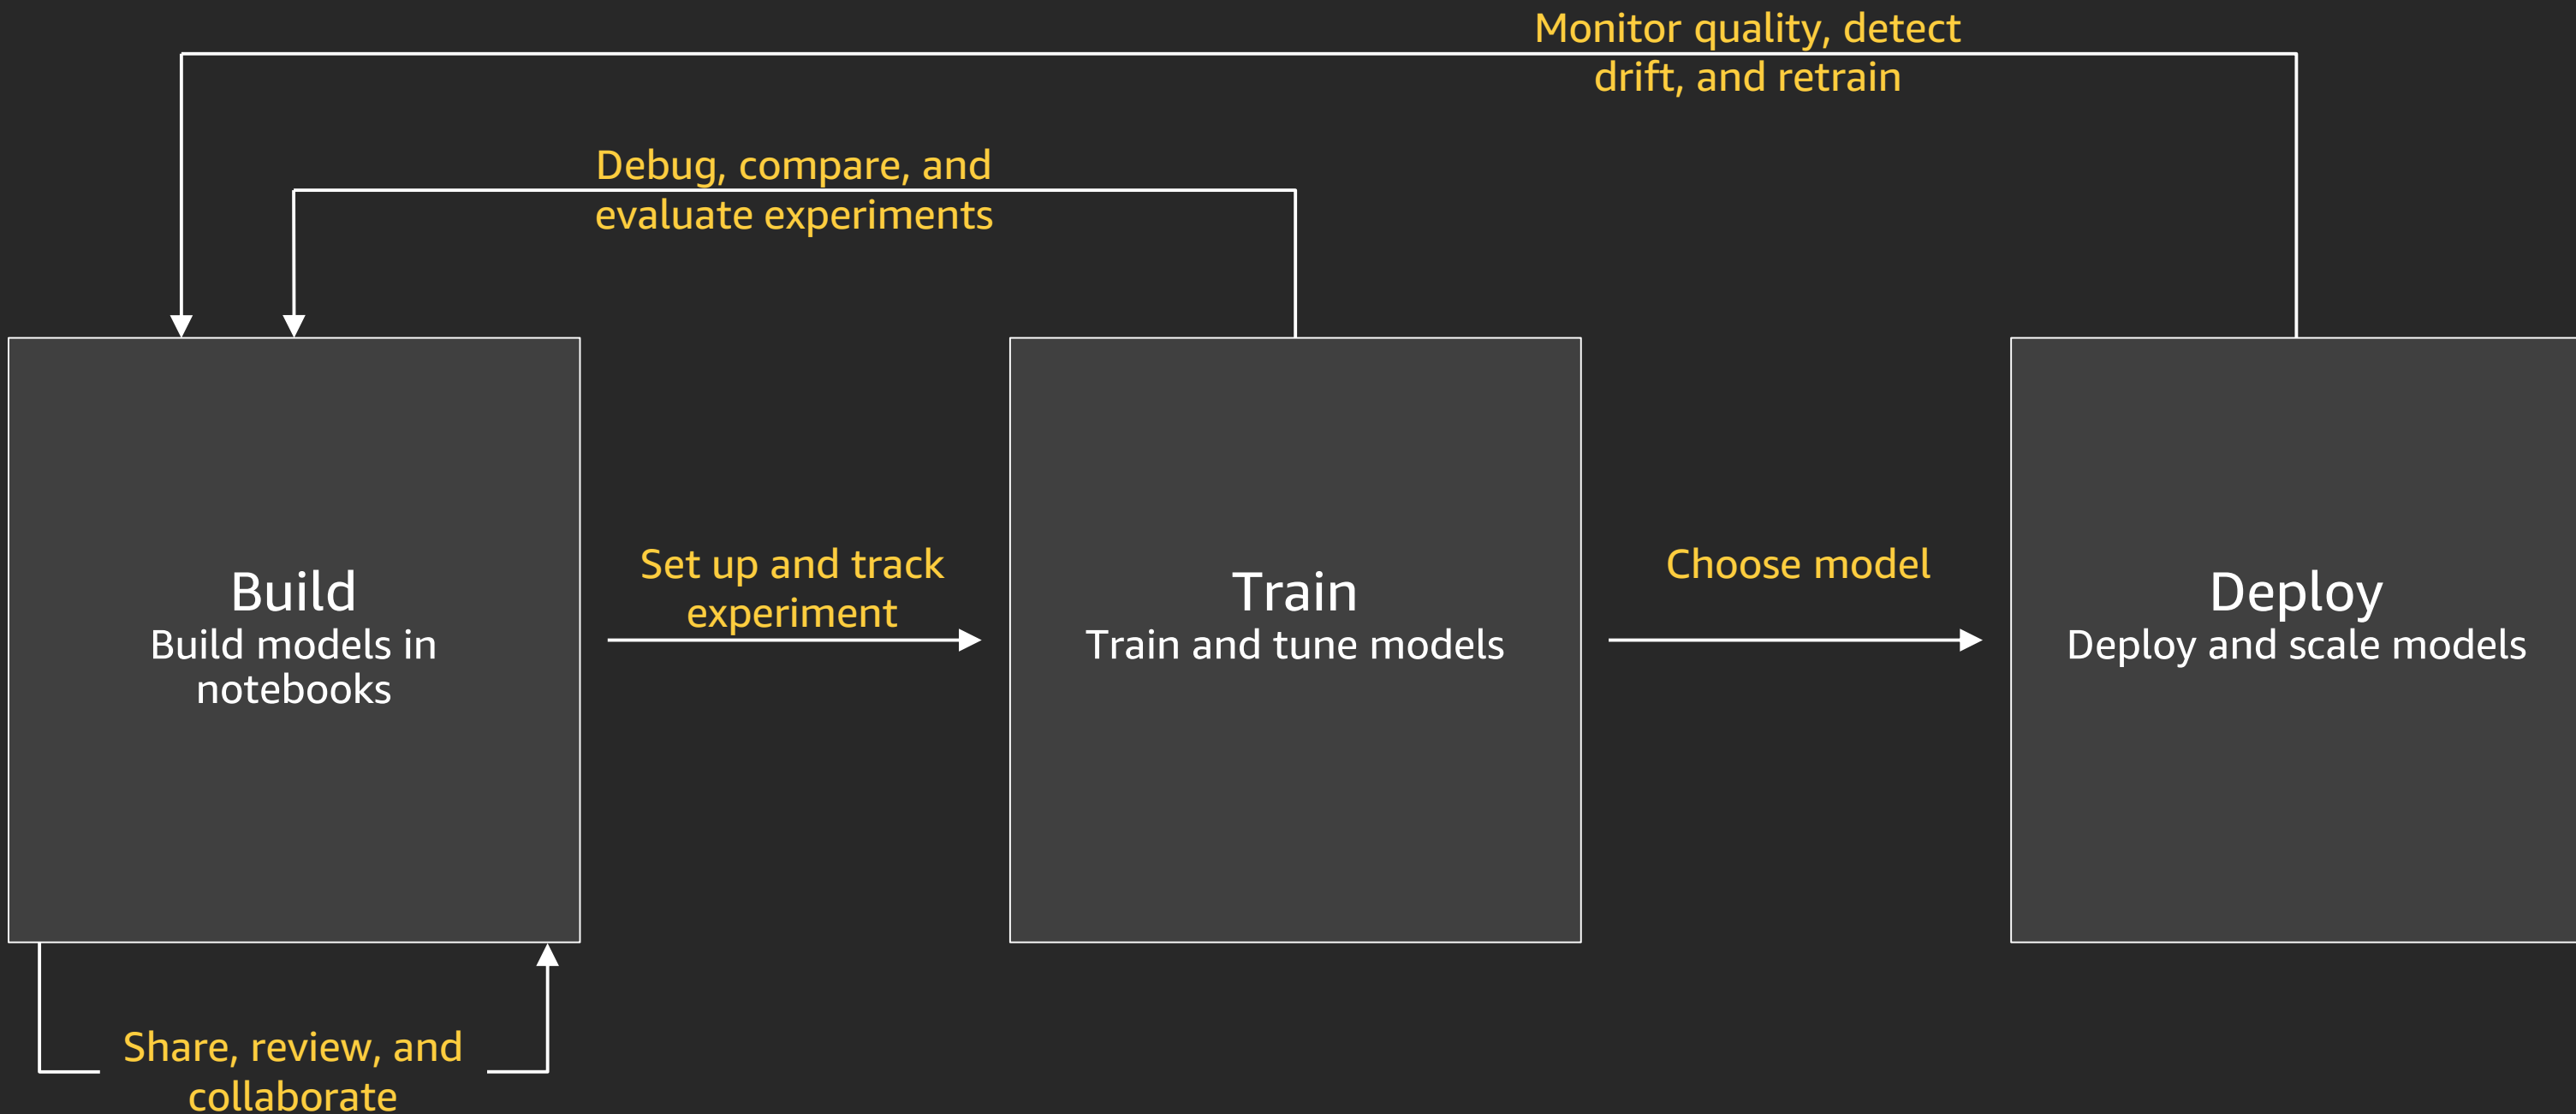 Monitor quality, detect
drift, and retrain
Debug, compare, and
evaluate experiments
Build
Build models in
notebooks
Set up and track
experiment
Train
Train and tune models
Choose model
Deploy
Deploy and scale models
Share, review, and
collaborate